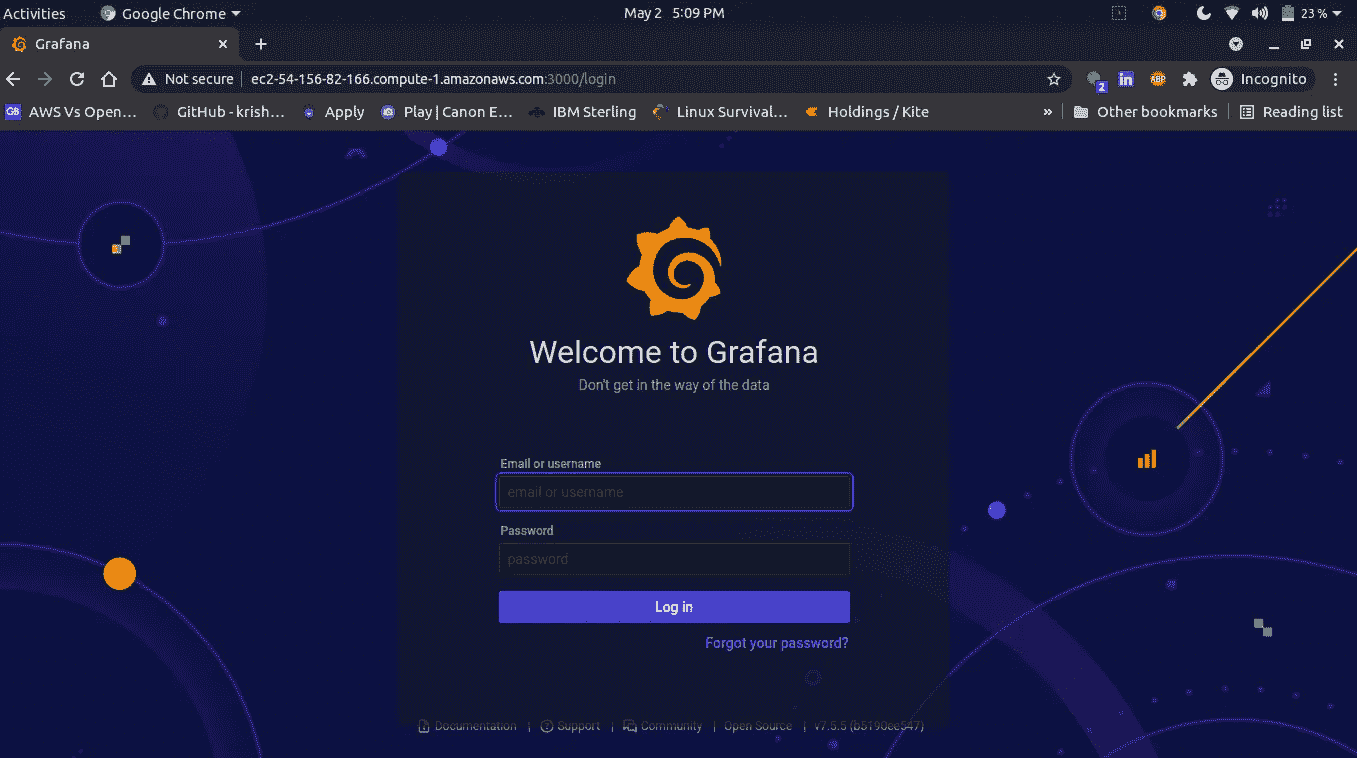 Activities Google Chrome May 2 5:09 PM 23 %
Grafana
Not secure ec2-54-156-82-166.compute-1.amazonaws.com:3000/login Incognito
GB AWS Vs Open… GitHub - krish… Apply Play | Canon E… IBM Sterling Linux Survival… Holdings / Kite » Other bookmarks Reading list
Welcome to Grafana
Don't get in the way of the data
Email or username
email or username
Password
password
Log in
Forgot your password?
Documentation | Support | Community | Open Source | v7.5.5 (b5190ee547)